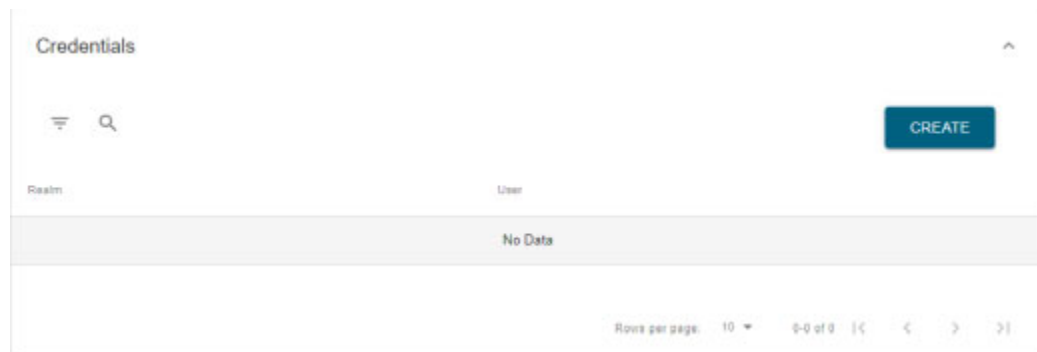 Credentials
CREATE
Realm User
No Data
Rows per page: 10 0-0 of 0